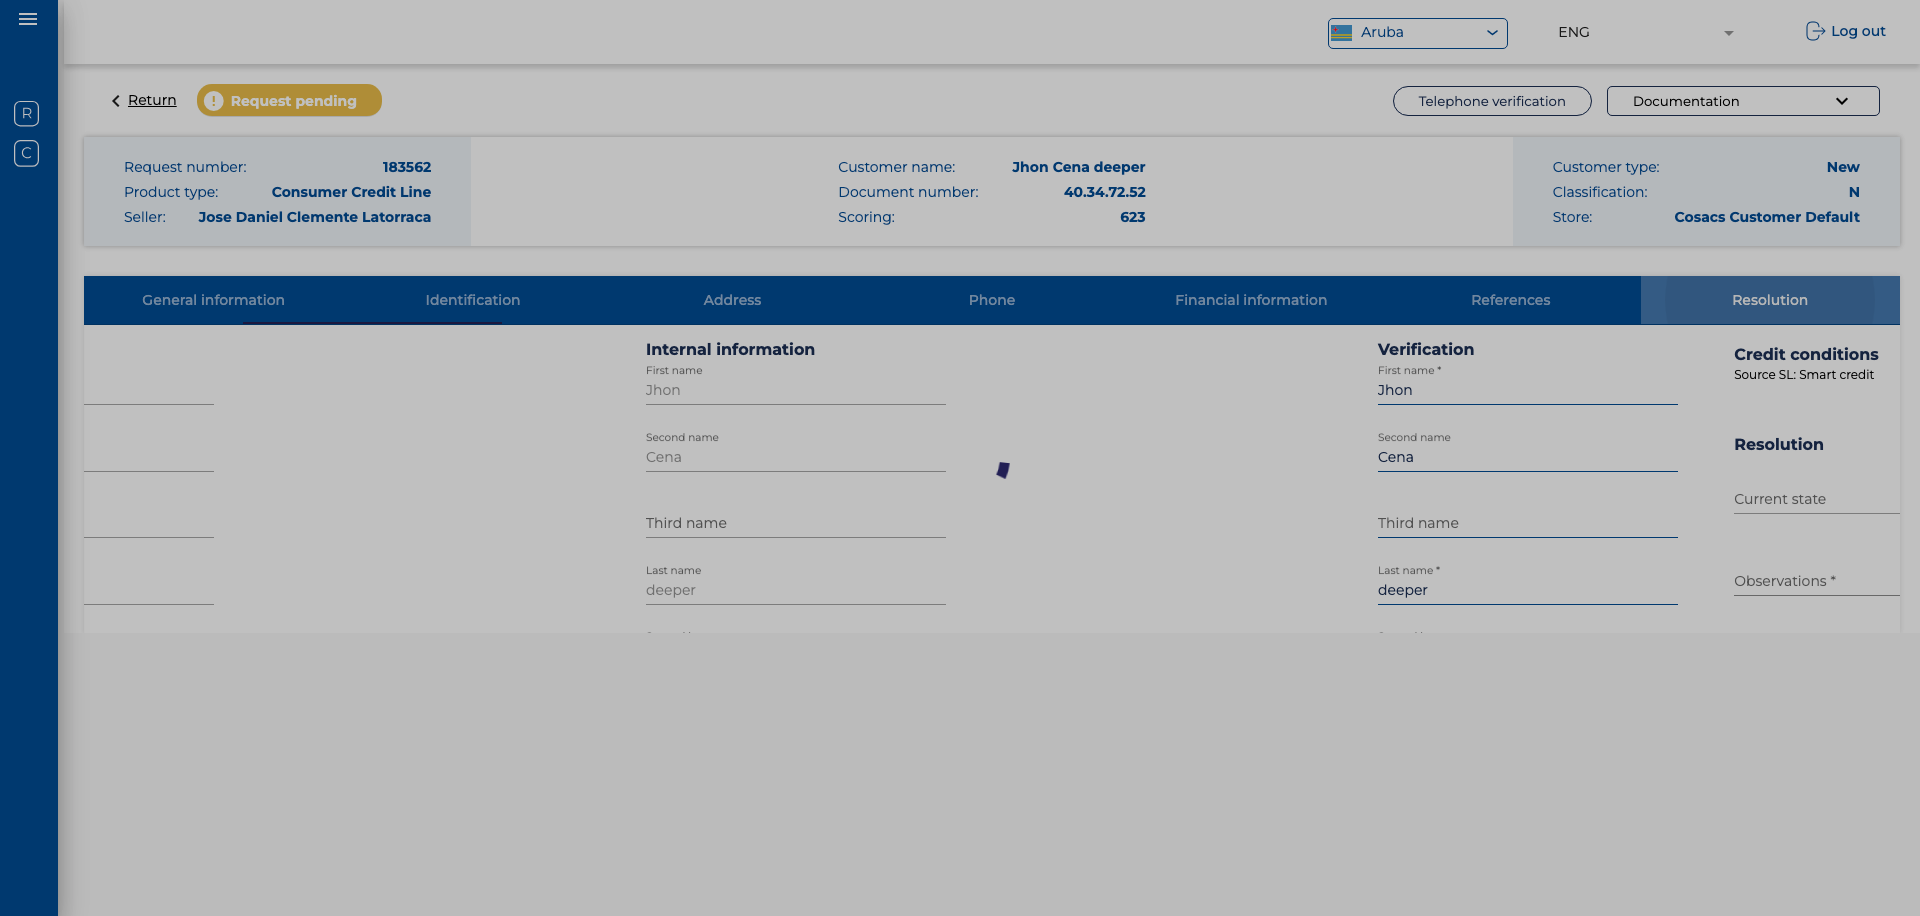 Aruba
ENG
Log out
R
C
Return
! Request pending
Telephone verification
Documentation
Request number: 183562
Product type: Consumer Credit Line
Seller: Jose Daniel Clemente Latorraca
Customer name: Jhon Cena deeper
Document number: 40.34.72.52
Scoring: 623
Customer type: New
Classification: N
Store: Cosacs Customer Default
General information
Identification
Address
Phone
Financial information
References
Resolution
Internal information
First name
Jhon
Second name
Cena
Third name
Last name
deeper
Verification
First name *
Jhon
Second name
Cena
Third name
Last name *
deeper
Credit conditions
Source SL: Smart credit
Resolution
Current state
Observations *